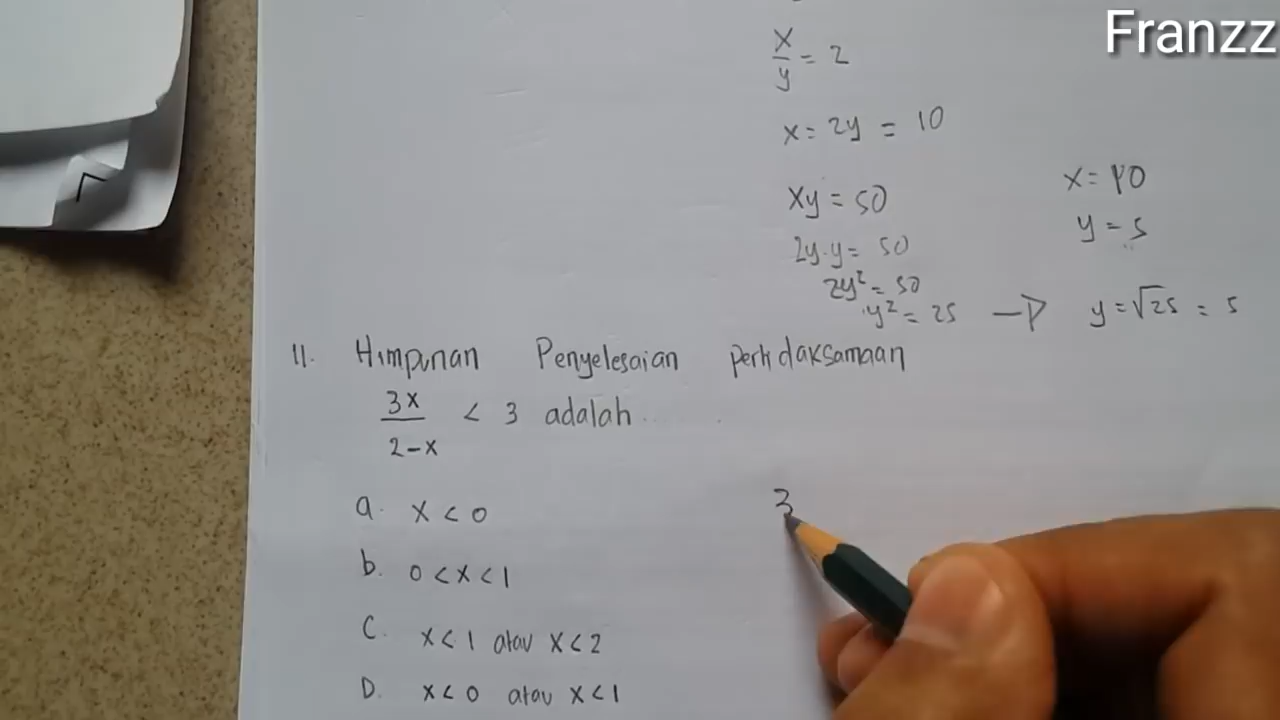 Franzz
x/y = 2
x = 2y = 10
xy = 50
x = 10
2y.y = 50
y = 5
2y² = 50
y² = 25 → y = √25 = 5
11. Himpunan Penyelesaian pertidaksamaan
3x/2-x < 3 adalah.....
a. x < 0
3
b. 0 < x < 1
C. x < 1 atau x < 2
D. x < 0 atau x < 1